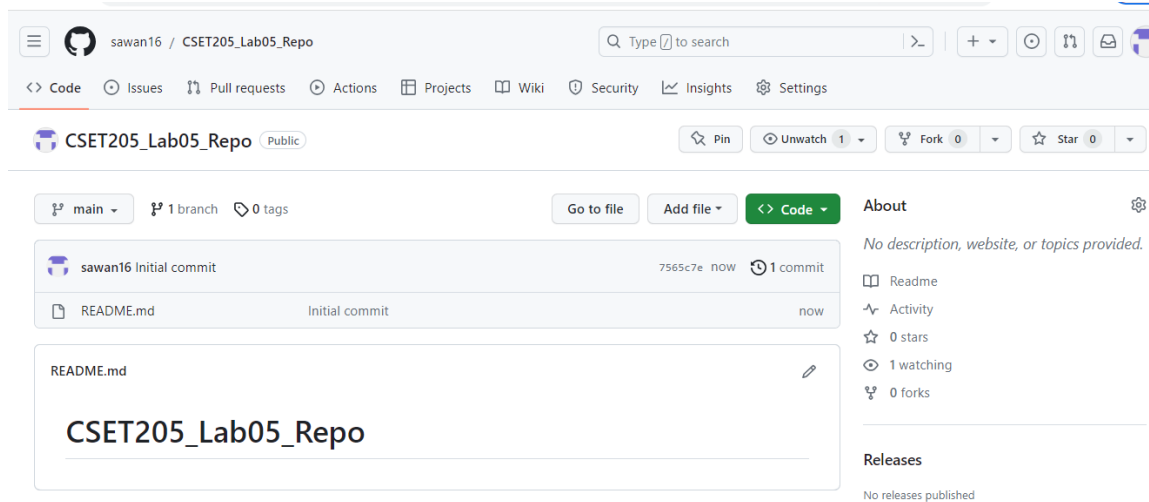 sawan16 / CSET205_Lab05_Repo
Type / to search
Code Issues Pull requests Actions Projects Wiki Security Insights Settings
CSET205_Lab05_Repo Public
Pin Unwatch 1 Fork 0 Star 0
main 1 branch 0 tags Go to file Add file Code
sawan16 Initial commit 7565c7e now 1 commit
README.md Initial commit now
README.md
CSET205_Lab05_Repo
About
No description, website, or topics provided.
Readme
Activity
0 stars
1 watching
0 forks
Releases
No releases published